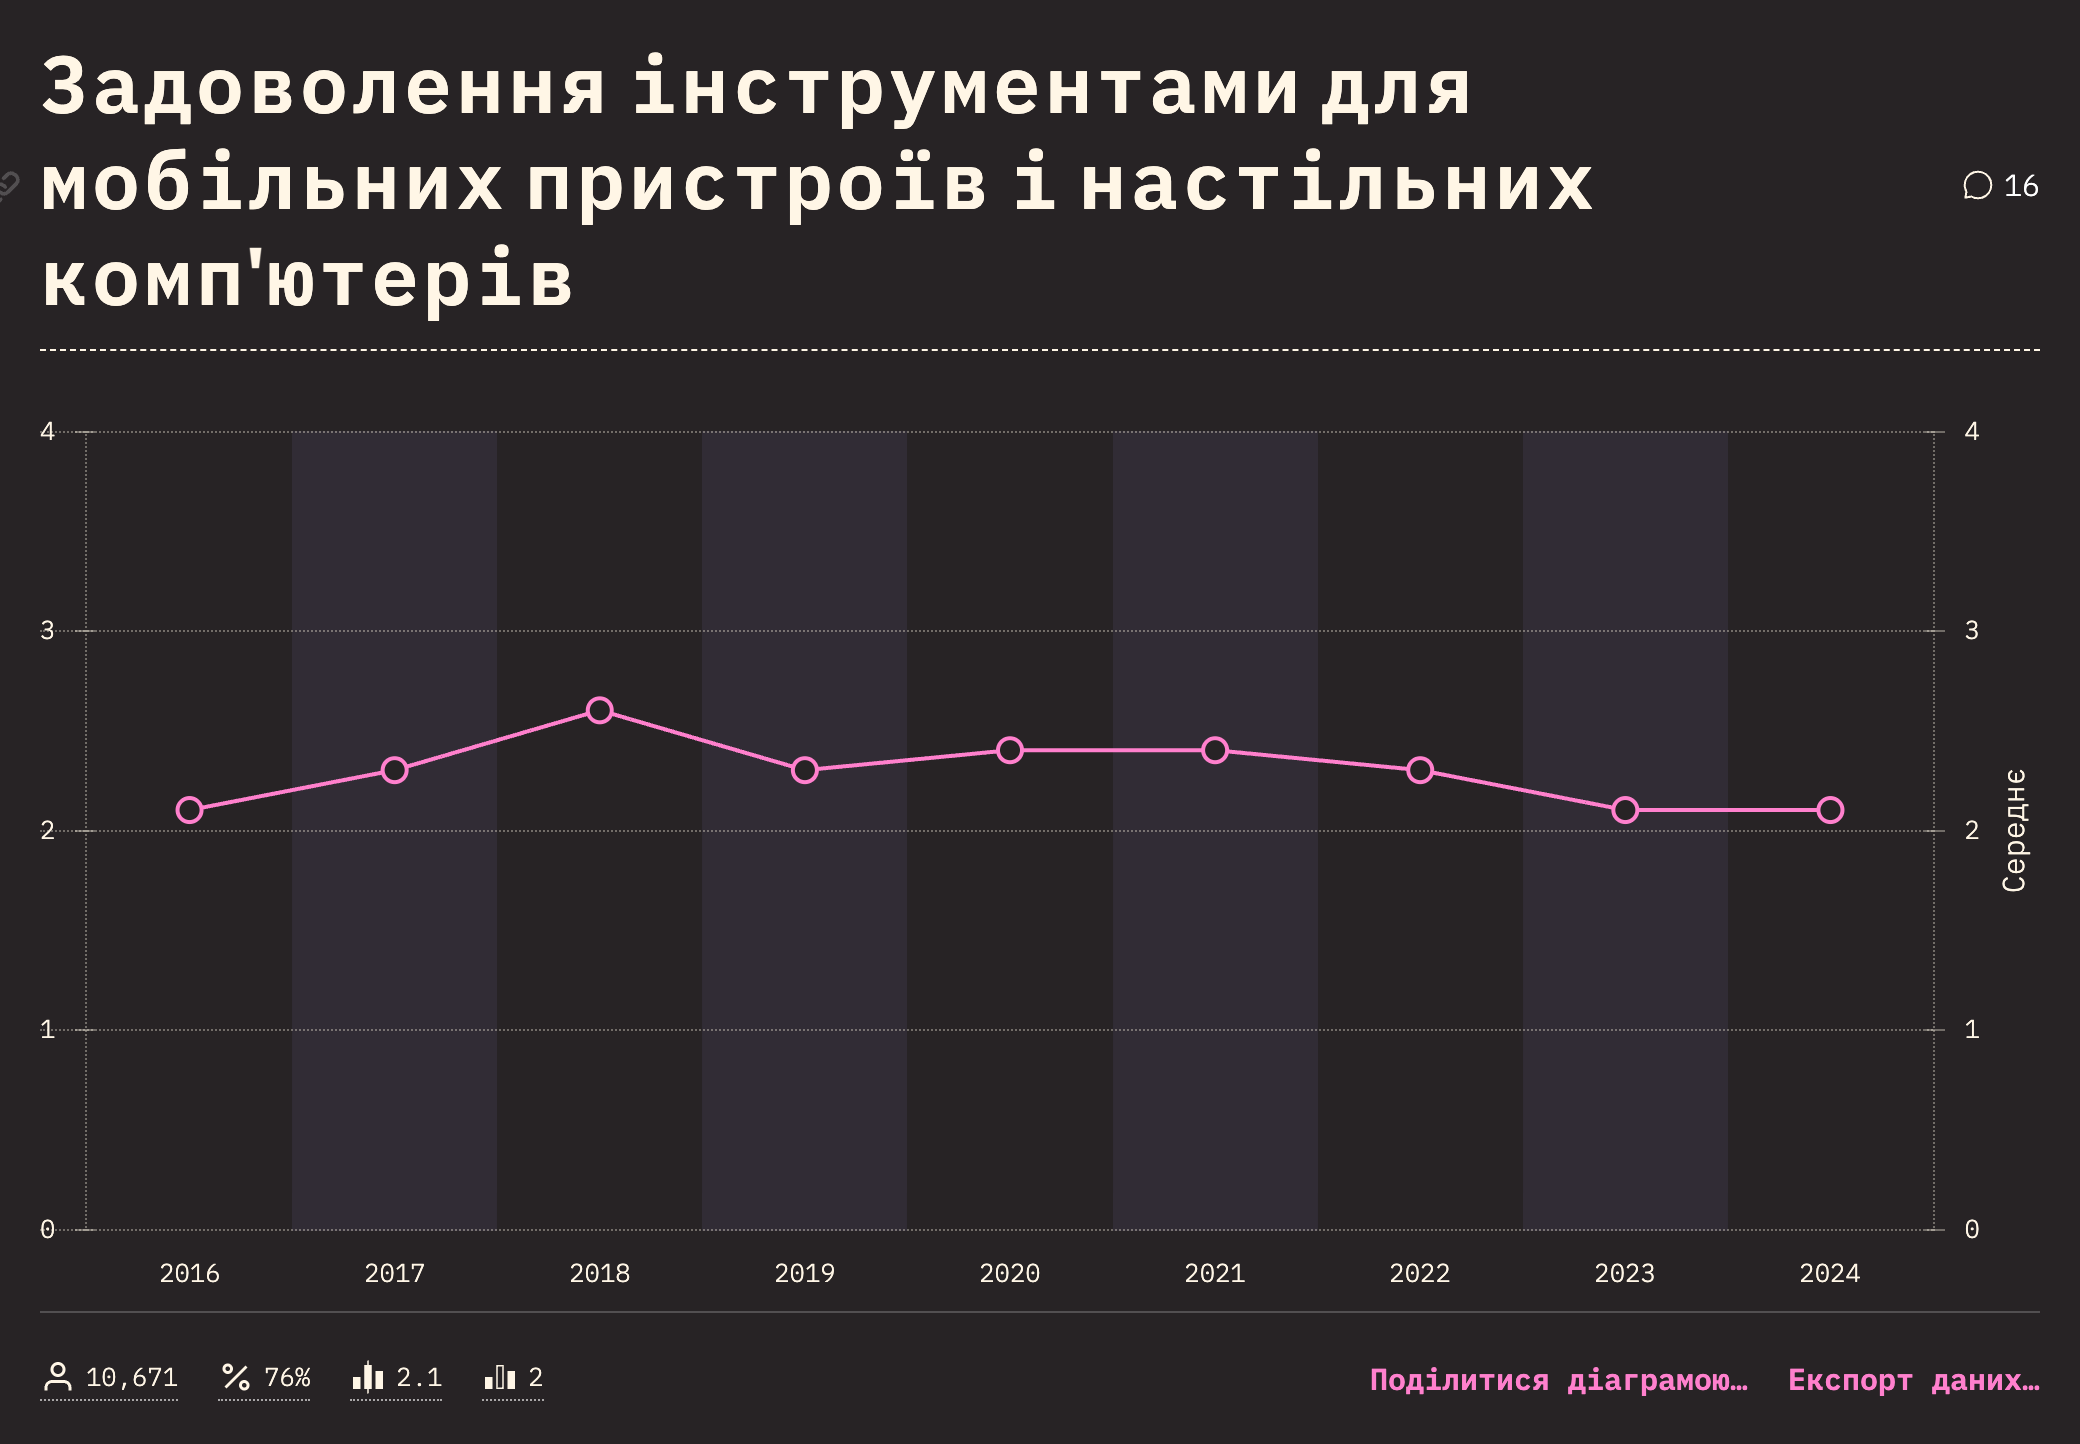 Задоволення інструментами для
мобільних пристроїв і настільних
комп'ютерів
16
4
3
2
1
0
4
3
2
1
0
Середнє
2016 2017 2018 2019 2020 2021 2022 2023 2024
10,671 76% 2.1 2
Поділитися діаграмою… Експорт даних…